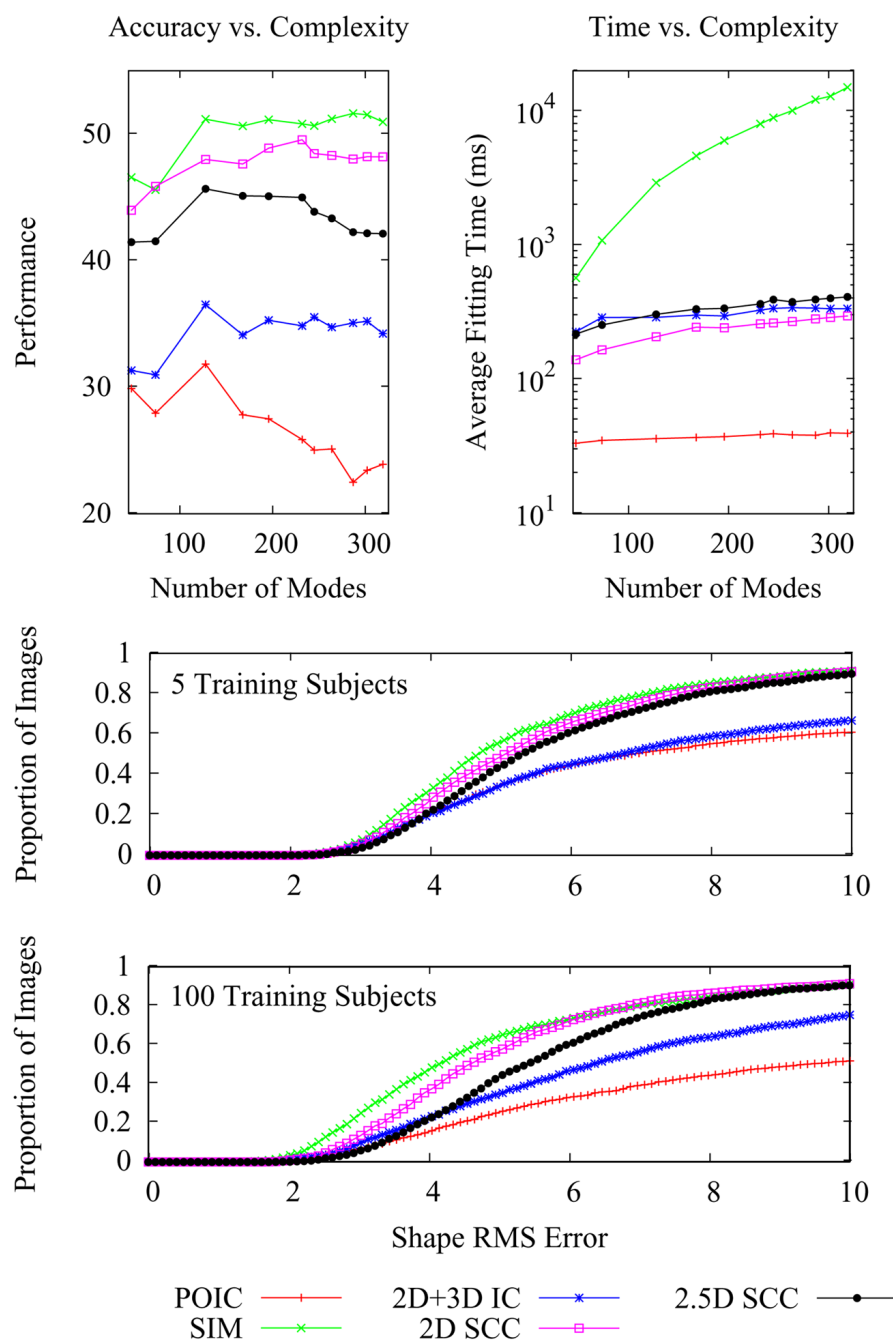 Accuracy vs. Complexity
Time vs. Complexity
Performance
50
40
30
20
100 200 300
Number of Modes
Average Fitting Time (ms)
10^4
10^3
10^2
10^1
100 200 300
Number of Modes
Proportion of Images
1
0.8
0.6
0.4
0.2
0
5 Training Subjects
0 2 4 6 8 10
Proportion of Images
1
0.8
0.6
0.4
0.2
0
100 Training Subjects
0 2 4 6 8 10
Shape RMS Error
POIC 2D+3D IC 2.5D SCC
SIM 2D SCC